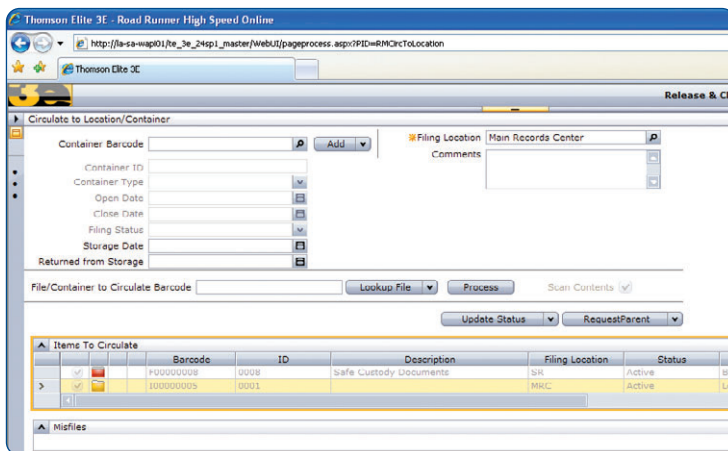 Thomson Elite 3E - Road Runner High Speed Online
http://la-sa-wapl01/te_3e_24sp1_master/WebUI/pageprocess.aspx?PID=RMCircToLocation
Thomson Elite 3E
3e
Release & Cl
Circulate to Location/Container
Container Barcode Add Filing Location Main Records Center
Comments
Container ID
Container Type
Open Date
Close Date
Filing Status
Storage Date
Returned from Storage
File/Container to Circulate Barcode Lookup File Process Scan Contents
Update Status RequestParent
Items To Circulate
Barcode ID Description Filing Location Status
F00000008 0008 Safe Custody Documents SR Active B
I00000005 0001 MRC Active L
Misfiles